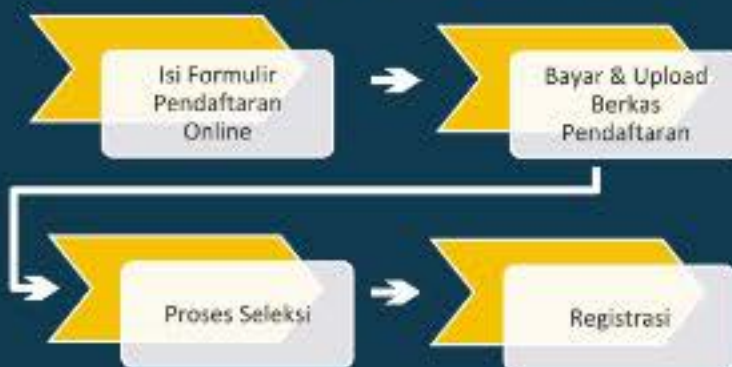 Isi Formulir
Pendaftaran
Online
Bayar & Upload
Berkas
Pendaftaran
Proses Seleksi
Registrasi